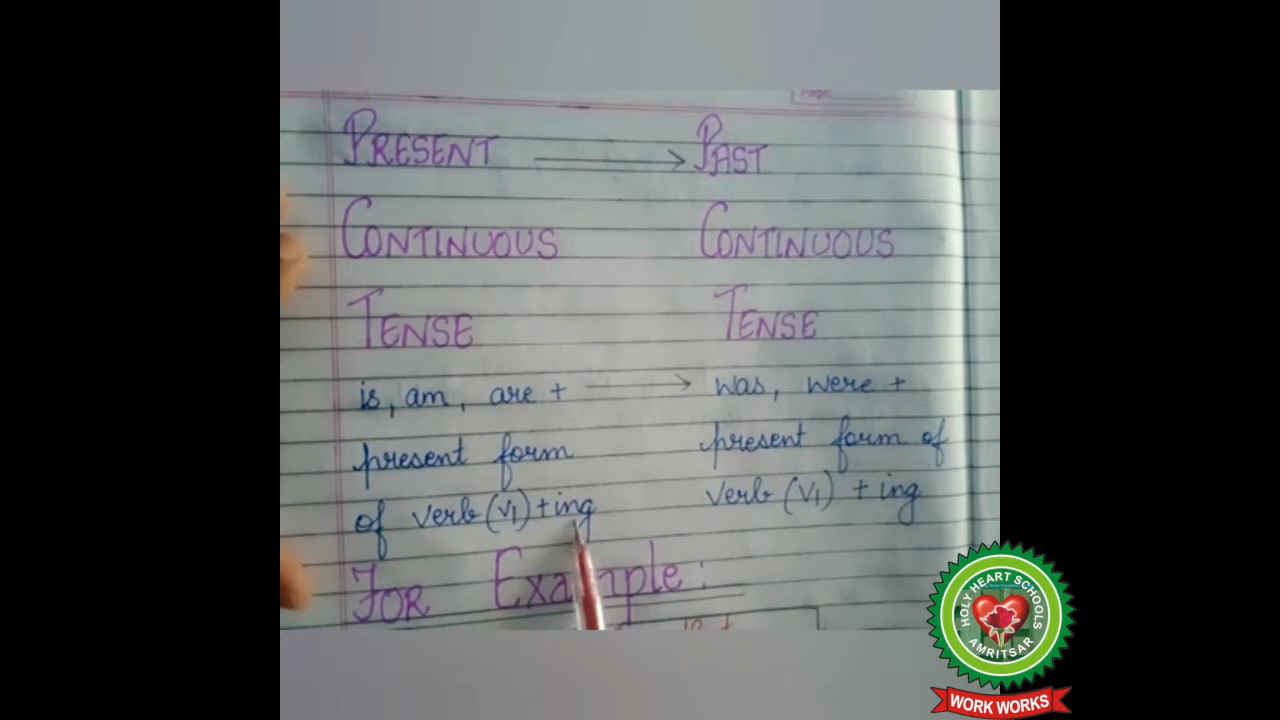 Page
PRESENT → PAST
CONTINUOUS CONTINUOUS
TENSE TENSE
is, am, are + → was, were +
present form present form of
of verb (V1) + ing verb (V1) + ing
FOR Example:
HOLY HEART SCHOOLS
AMRITSAR
WORK WORKS